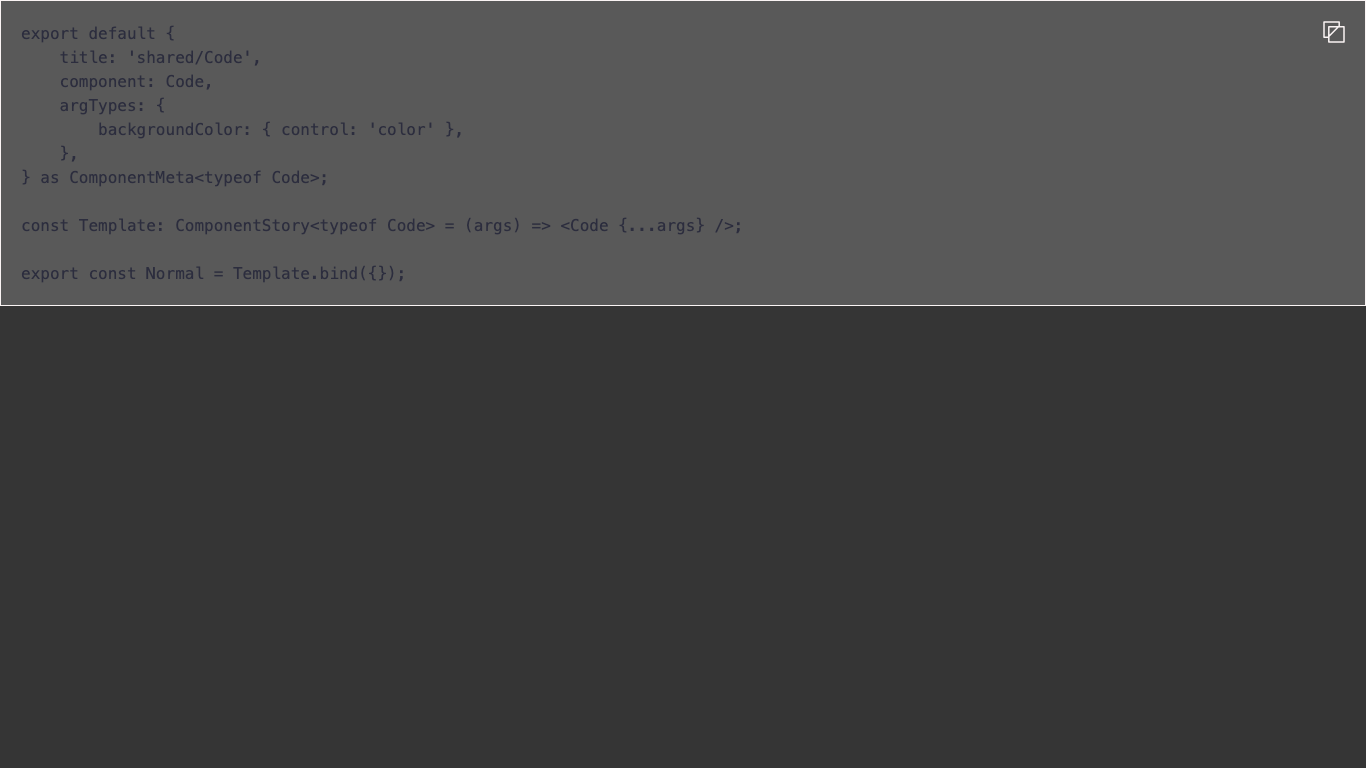 export default {
    title: 'shared/Code',
    component: Code,
    argTypes: {
        backgroundColor: { control: 'color' },
    },
} as ComponentMeta<typeof Code>;

const Template: ComponentStory<typeof Code> = (args) => <Code {...args} />;

export const Normal = Template.bind({});